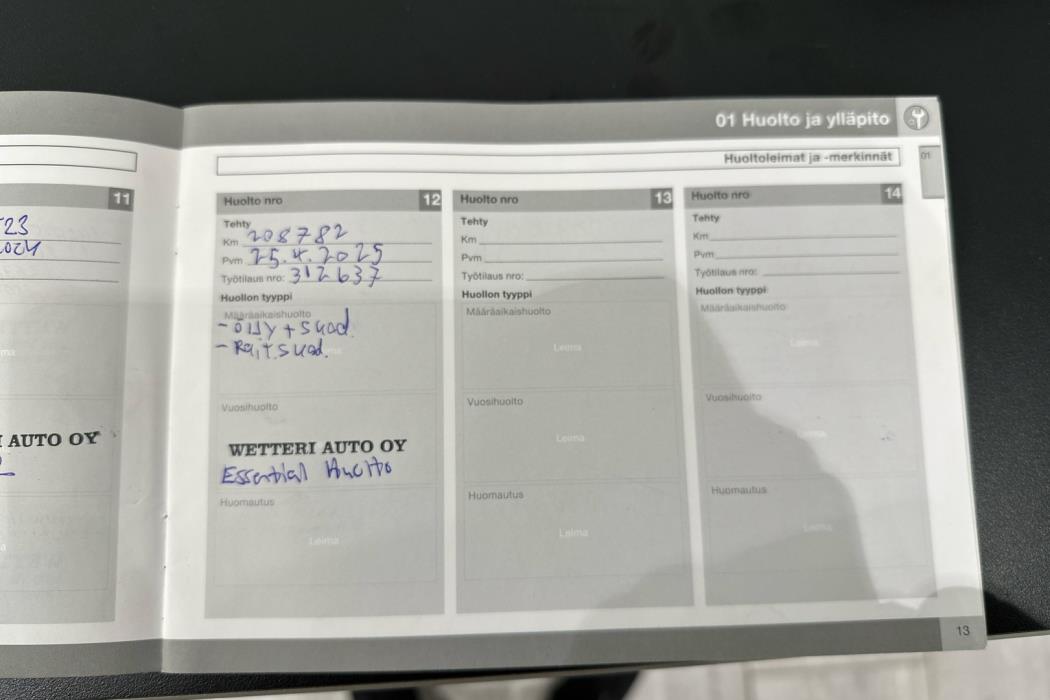 01 Huolto ja ylläpito
Huoltoleimat ja -merkinnät
01
11
AUTO OY
Huolto nro 12
Tehty
Km 208782
Pvm 25.4.2025
Työtilaus nro: 312637
Huollon tyyppi
Määräaikaishuolto
- Öljy + suod.
- Rait.suod.
Vuosihuolto
WETTERI AUTO OY
Essential Huolto
Huomautus
Leima
Huolto nro 13
Tehty
Km
Pvm
Työtilaus nro:
Huollon tyyppi
Määräaikaishuolto
Leima
Vuosihuolto
Leima
Huomautus
Leima
Huolto nro 14
Tehty
Km
Pvm
Työtilaus nro:
Huollon tyyppi
Määräaikaishuolto
Leima
Vuosihuolto
Leima
Huomautus
Leima
13